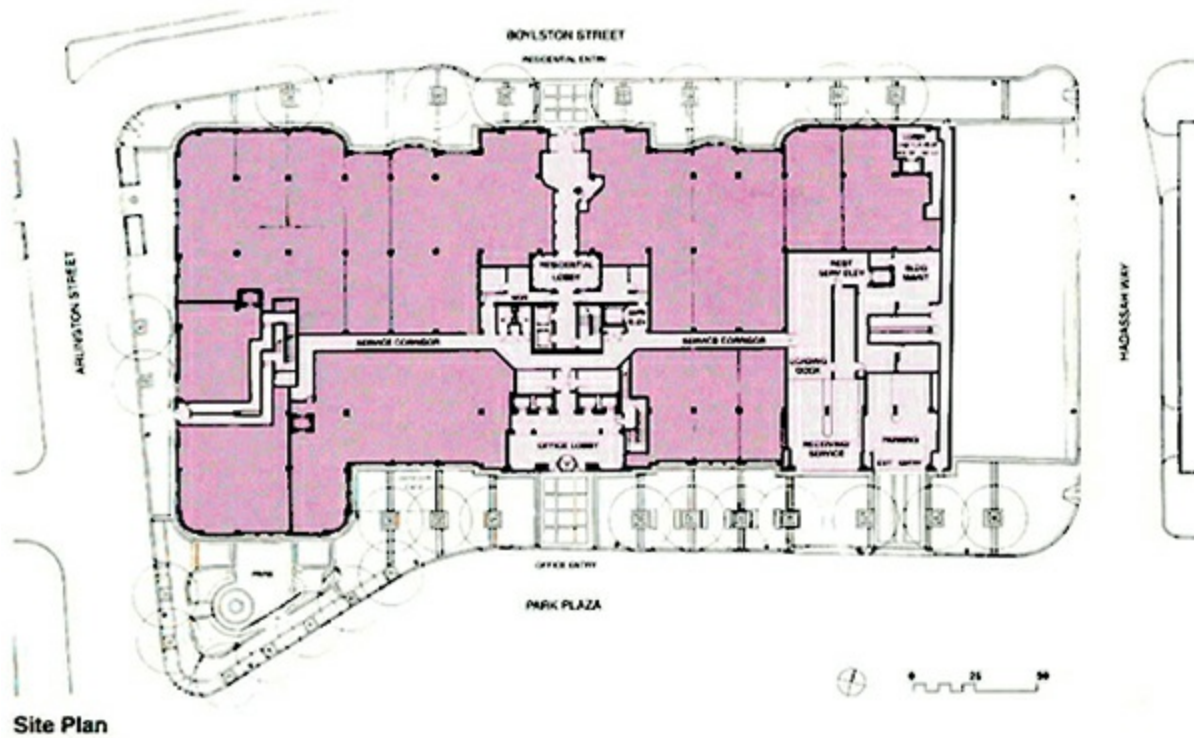 BOYLSTON STREET
RESIDENTIAL ENTRY
ARLINGTON STREET
HADASSAH WAY
RESIDENTIAL
LOBBY
REST
SERV ELEV
BLDG
MAINT
SERVICE CORRIDOR
SERVICE CORRIDOR
LOADING
DOCK
OFFICE LOBBY
RECEIVING
SERVICE
PARKING
EXIT ENTRY
PARK
OFFICE ENTRY
PARK PLAZA
0 25 50
Site Plan